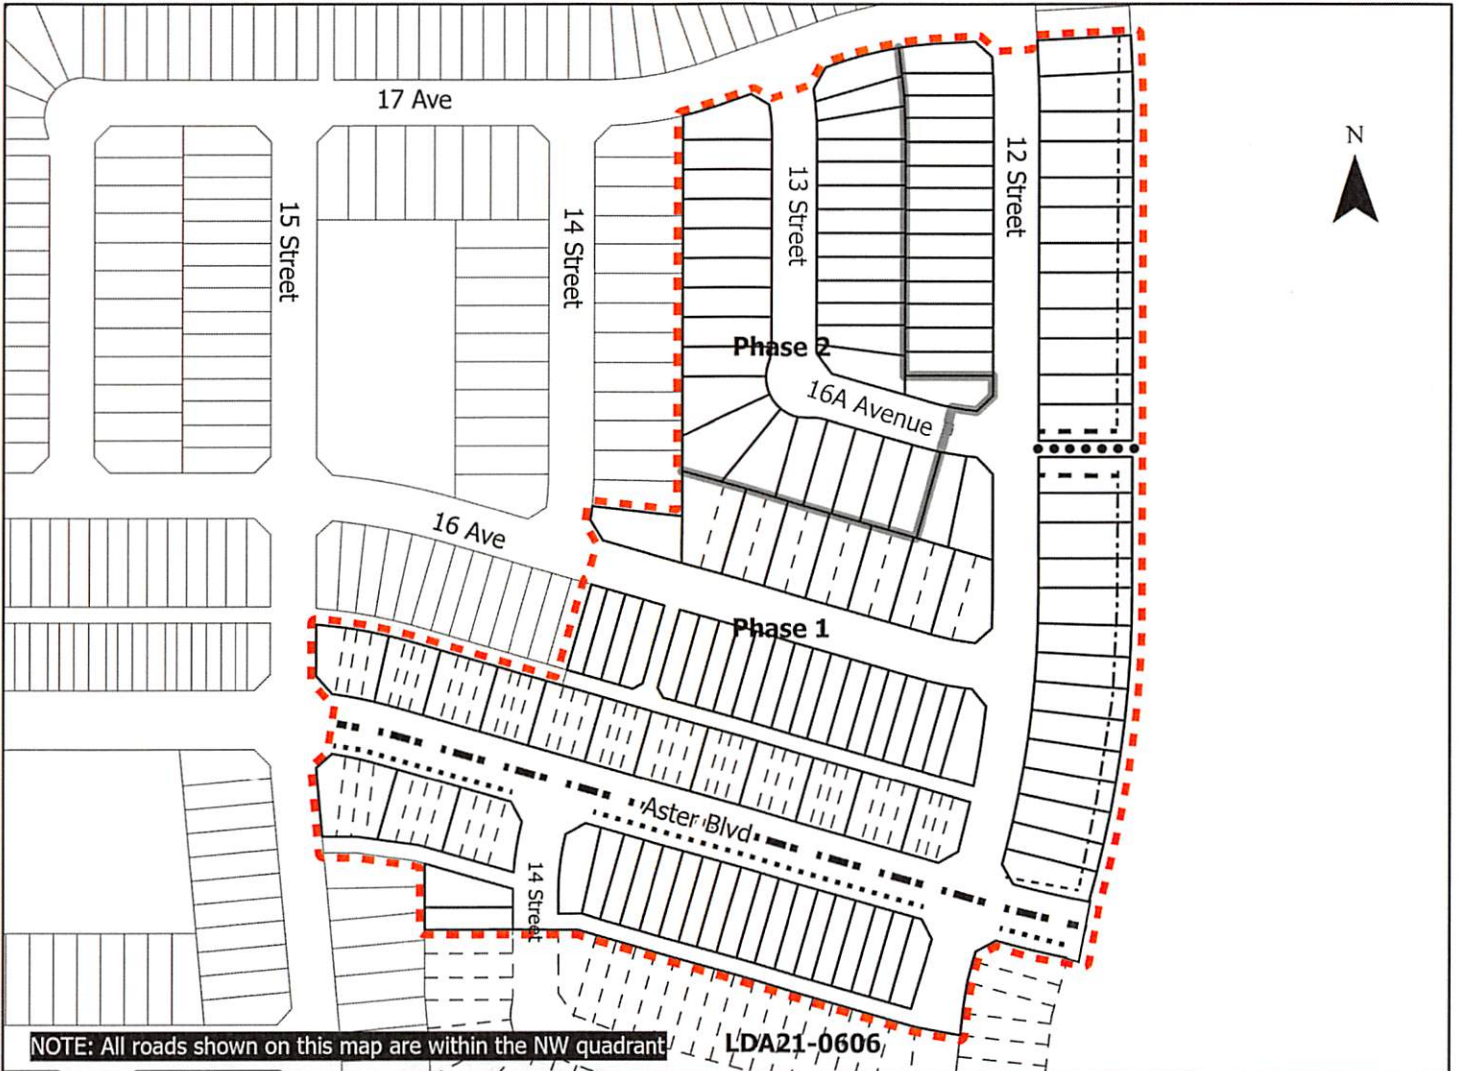 17 Ave
N
12 Street
13 Street
15 Street
14 Street
Phase 2
16A Avenue
16 Ave
Phase 1
Aster Blvd
14 Street
NOTE: All roads shown on this map are within the NW quadrant
LDA21-0606